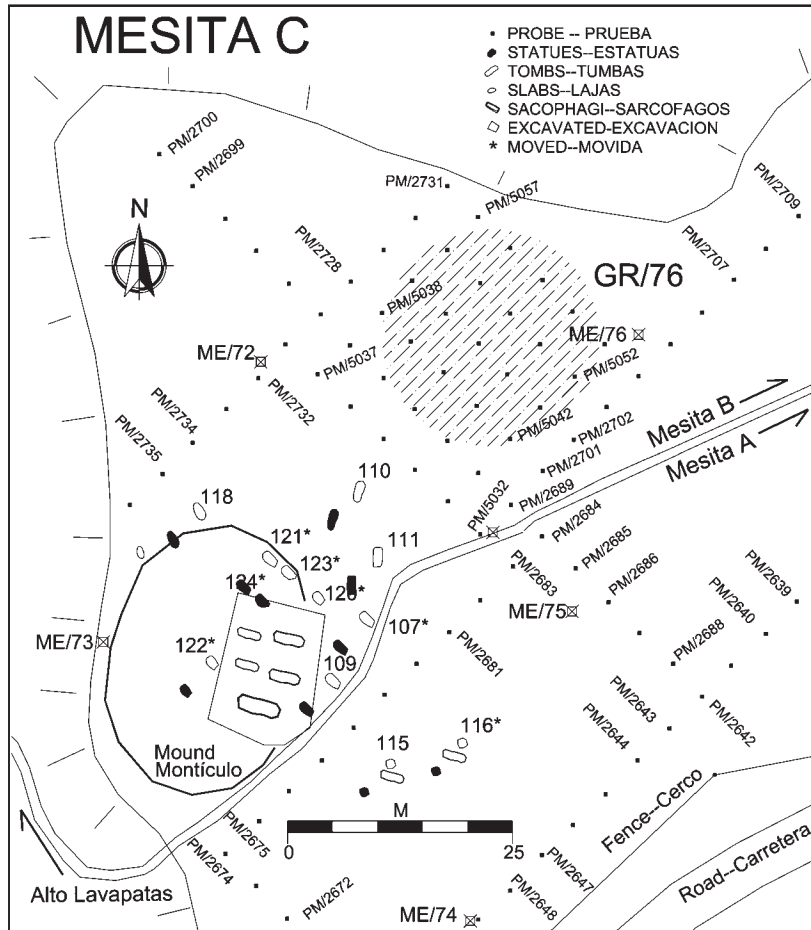 MESITA C
PROBE -- PRUEBA
STATUES--ESTATUAS
TOMBS--TUMBAS
SLABS--LAJAS
SACOPHAGI--SARCOFAGOS
EXCAVATED-EXCAVACION
* MOVED--MOVIDA
PM/2700
PM/2699
PM/2731
PM/5057
PM/2709
N
PM/2728
PM/2707
GR/76
PM/5038
ME/72
ME/76
PM/5037
PM/5052
PM/2732
PM/2734
PM/5042
PM/2702
Mesita B
PM/2735
PM/2701
Mesita A
110
PM/2689
118
PM/5032
PM/2684
121*
111
PM/2685
123*
PM/2683
PM/2686
PM/2639
124*
120*
ME/75
PM/2640
107*
PM/2688
ME/73
PM/2681
122*
109
PM/2643
PM/2642
116*
PM/2644
Mound
Montículo
115
M
0
25
Fence--Cerco
PM/2675
PM/2674
Road--Carretera
Alto Lavapatas
PM/2672
PM/2647
ME/74
PM/2648